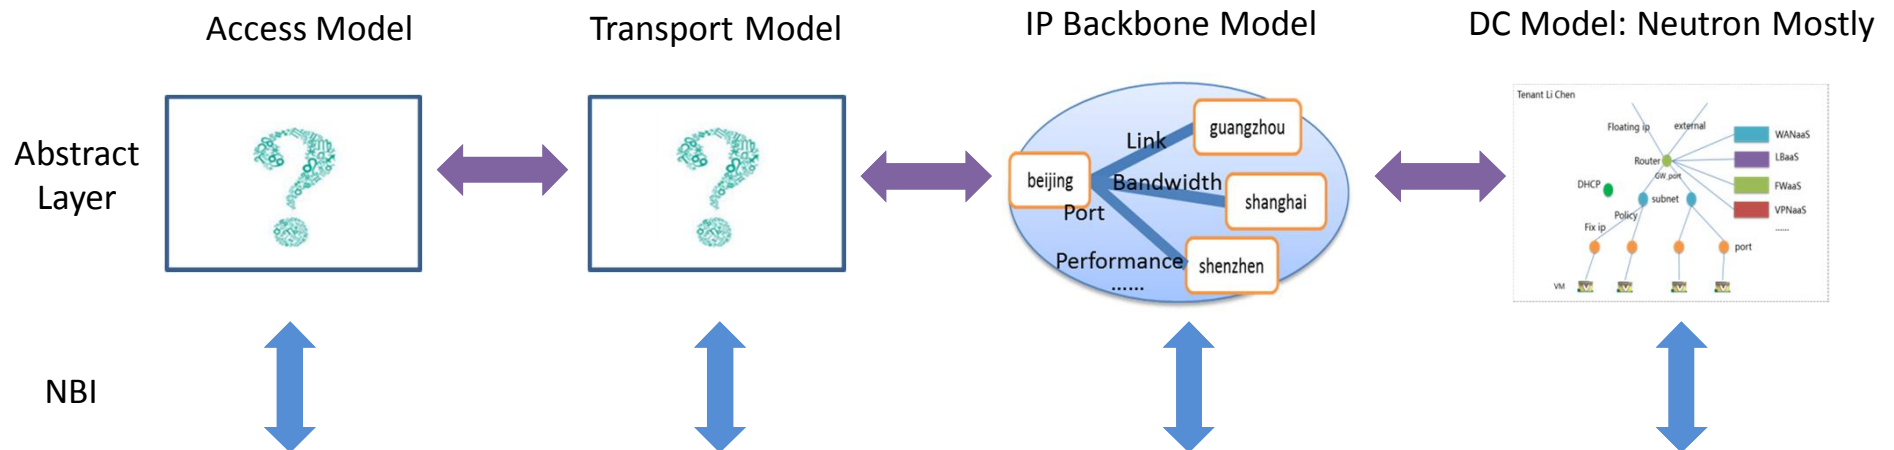 Access Model
Transport Model
IP Backbone Model
DC Model: Neutron Mostly
Abstract
Layer
beijing
Link
guangzhou
Bandwidth
shanghai
Port
Performance
shenzhen
......
Tenant Li Chen
Floating ip
external
WANaaS
Router
LBaaS
GW_port
DHCP
FWaaS
subnet
Policy
VPNaaS
Fix ip
......
port
VM
NBI